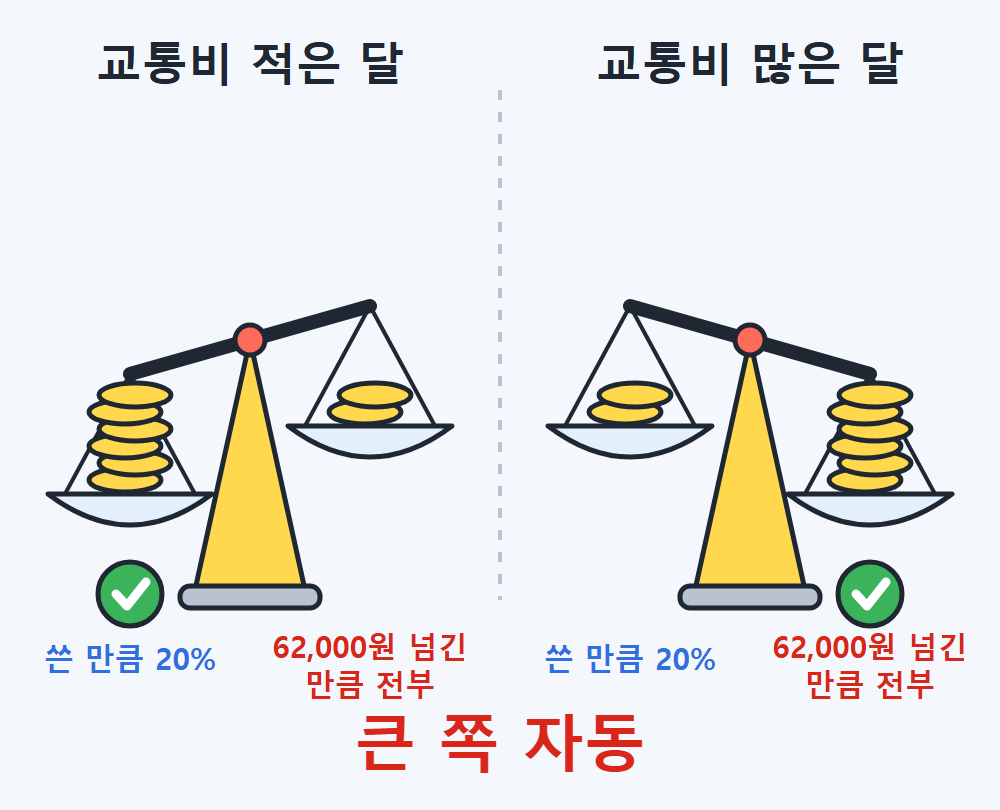 교통비 적은 달
교통비 많은 달
쓴 만큼 20%
62,000원 넘긴
만큼 전부
쓴 만큼 20%
62,000원 넘긴
만큼 전부
큰 쪽 자동